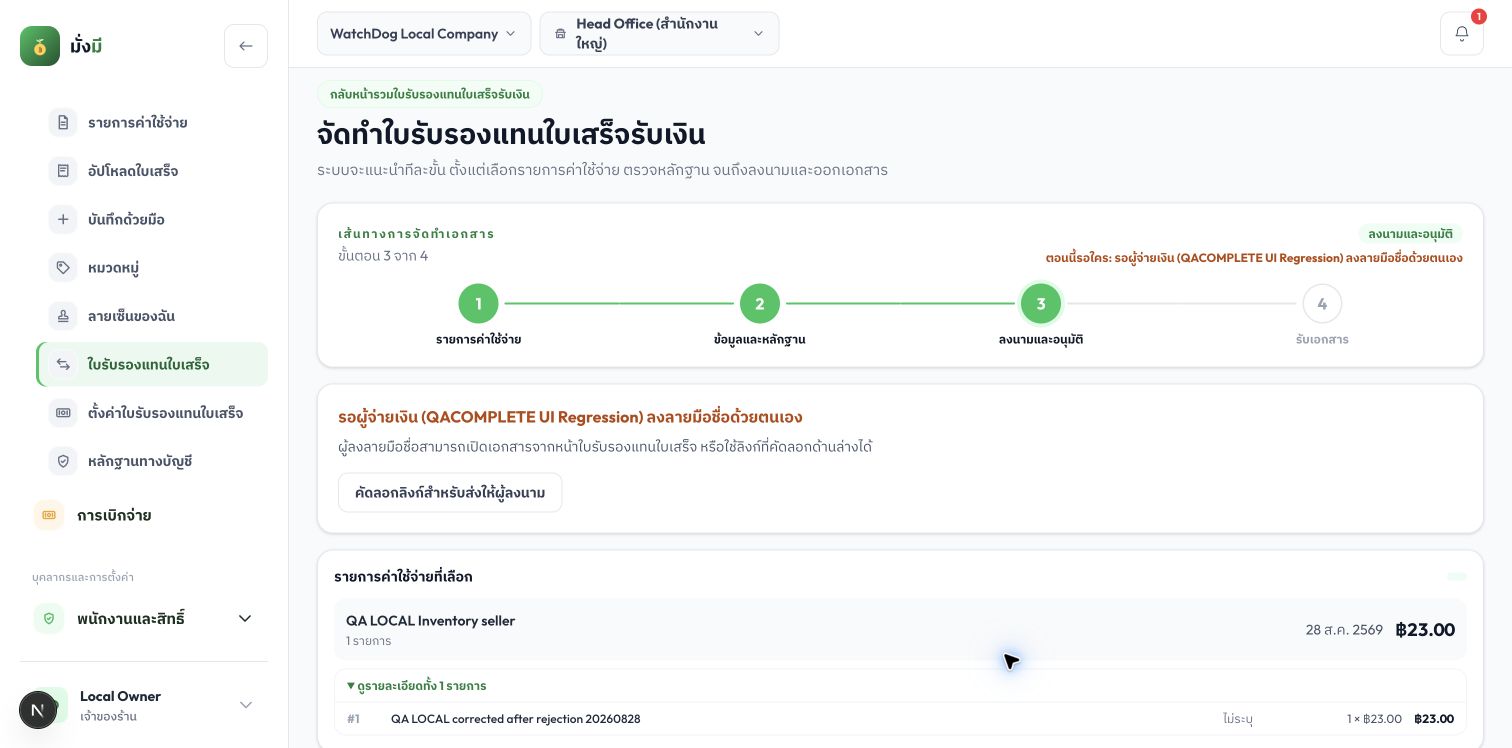 มั่งมี
รายการค่าใช้จ่าย
อัปโหลดใบเสร็จ
บันทึกด้วยมือ
หมวดหมู่
ลายเซ็นของฉัน
ใบรับรองแทนใบเสร็จ
ตั้งค่าใบรับรองแทนใบเสร็จ
หลักฐานทางบัญชี
การเบิกจ่าย
บุคลากรและการตั้งค่า
พนักงานและสิทธิ์
N
Local Owner
เจ้าของร้าน
WatchDog Local Company
Head Office (สำนักงาน
ใหญ่)
1
กลับหน้ารวมใบรับรองแทนใบเสร็จรับเงิน
จัดทำใบรับรองแทนใบเสร็จรับเงิน
ระบบจะแนะนำทีละขั้น ตั้งแต่เลือกรายการค่าใช้จ่าย ตรวจหลักฐาน จนถึงลงนามและออกเอกสาร
เส้นทางการจัดทำเอกสาร
ลงนามและอนุมัติ
ขั้นตอน 3 จาก 4
ตอนนี้รอใคร: รอผู้จ่ายเงิน (QACOMPLETE UI Regression) ลงลายมือชื่อด้วยตนเอง
1 2 3 4
รายการค่าใช้จ่าย ข้อมูลและหลักฐาน ลงนามและอนุมัติ รับเอกสาร
รอผู้จ่ายเงิน (QACOMPLETE UI Regression) ลงลายมือชื่อด้วยตนเอง
ผู้ลงลายมือชื่อสามารถเปิดเอกสารจากหน้าใบรับรองแทนใบเสร็จ หรือใช้ลิงก์ที่คัดลอกด้านล่างได้
คัดลอกลิงก์สำหรับส่งให้ผู้ลงนาม
รายการค่าใช้จ่ายที่เลือก
QA LOCAL Inventory seller
1 รายการ
28 ส.ค. 2569 ฿23.00
▼ ดูรายละเอียดทั้ง 1 รายการ
#1 QA LOCAL corrected after rejection 20260828 ไม่ระบุ 1 × ฿23.00 ฿23.00